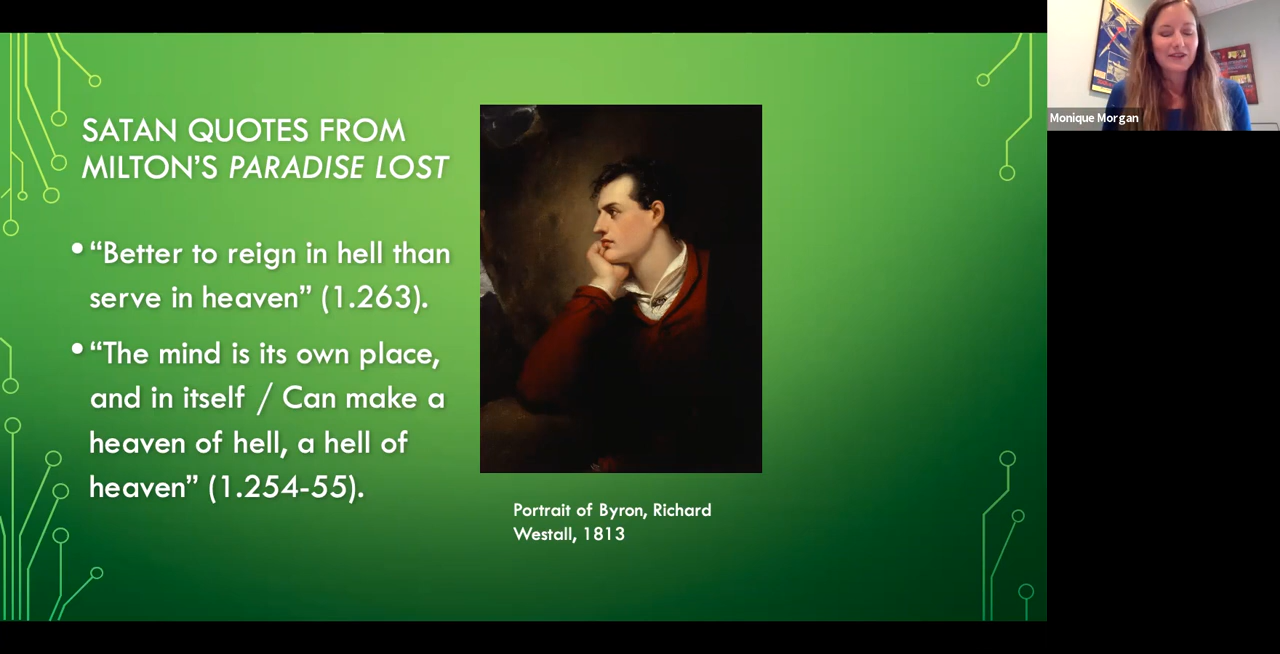 SATAN QUOTES FROM
MILTON’S PARADISE LOST
• “Better to reign in hell than
serve in heaven” (1.263).
• “The mind is its own place,
and in itself / Can make a
heaven of hell, a hell of
heaven” (1.254-55).
Portrait of Byron, Richard
Westall, 1813
Monique Morgan